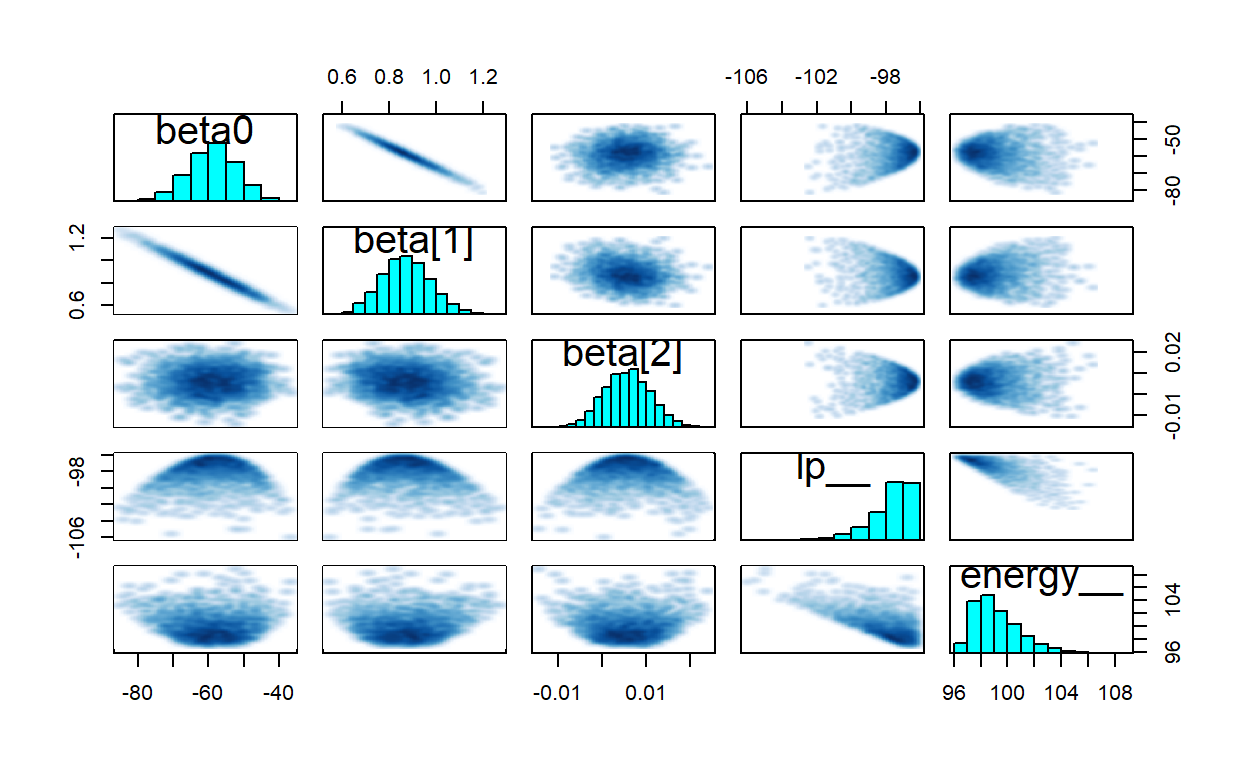 0.6 0.8 1.0 1.2 -106 -102 -98
beta0
-80 -50
0.6 1.2
beta[1]
beta[2]
-0.01 0.02
-106 -98
lp__
energy__
96 104
-80 -60 -40 -0.01 0.01 96 100 104 108